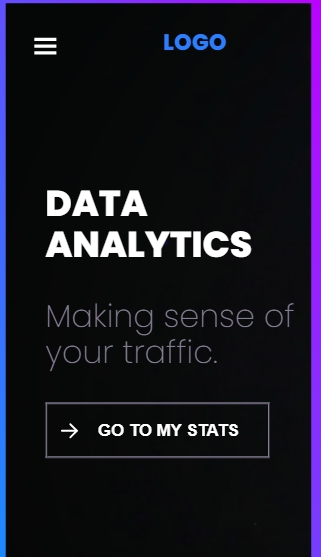 LOGO
DATA
ANALYTICS
Making sense of
your traffic.
GO TO MY STATS